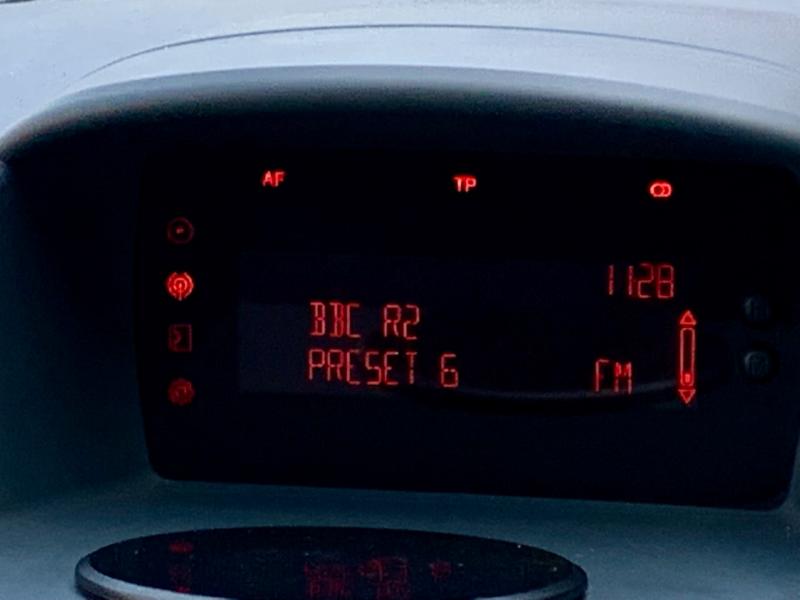 AF TP
1128
BBC R2
PRESET 6 FM